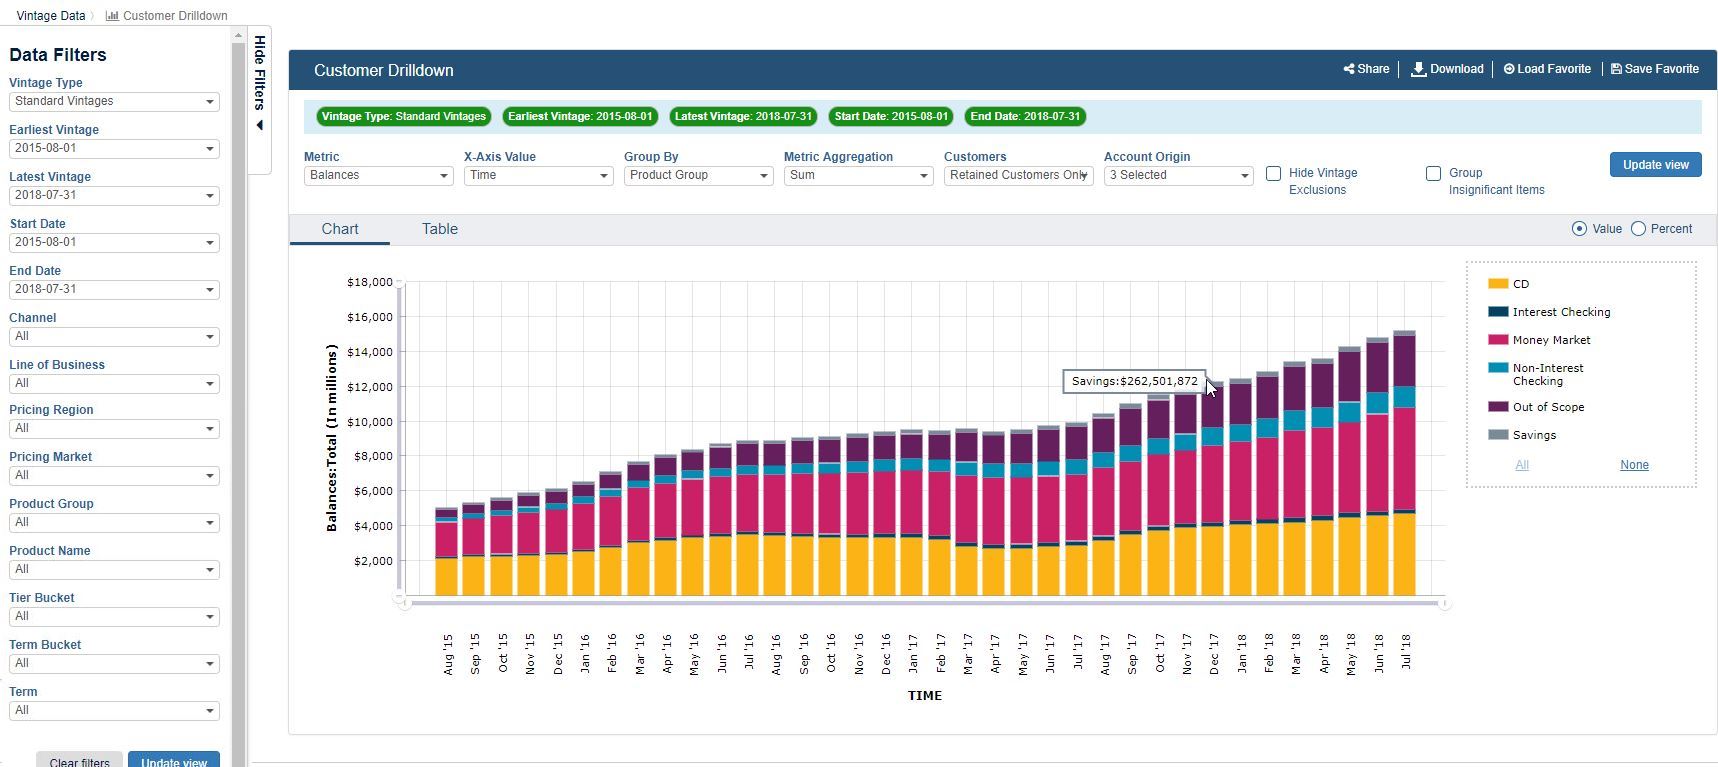 Vintage Data 〉 Customer Drilldown
Data Filters
Vintage Type
Standard Vintages
Earliest Vintage
2015-08-01
Latest Vintage
2018-07-31
Start Date
2015-08-01
End Date
2018-07-31
Channel
All
Line of Business
All
Pricing Region
All
Pricing Market
All
Product Group
All
Product Name
All
Tier Bucket
All
Term Bucket
All
Term
All
Clear filters Update view
Hide Filters
Customer Drilldown
Share | Download | Load Favorite | Save Favorite
Vintage Type: Standard Vintages Earliest Vintage: 2015-08-01 Latest Vintage: 2018-07-31 Start Date: 2015-08-01 End Date: 2018-07-31
Metric X-Axis Value Group By Metric Aggregation Customers Account Origin
Balances Time Product Group Sum Retained Customers Only 3 Selected
Hide Vintage
Exclusions
Group
Insignificant Items
Update view
Chart Table
Value Percent
Balances:Total (In millions)
$18,000
$16,000
$14,000
$12,000
$10,000
$8,000
$6,000
$4,000
$2,000
Savings:$262,501,872
Aug '15
Sep '15
Oct '15
Nov '15
Dec '15
Jan '16
Feb '16
Mar '16
Apr '16
May '16
Jun '16
Jul '16
Aug '16
Sep '16
Oct '16
Nov '16
Dec '16
Jan '17
Feb '17
Mar '17
Apr '17
May '17
Jun '17
Jul '17
Aug '17
Sep '17
Oct '17
Nov '17
Dec '17
Jan '18
Feb '18
Mar '18
Apr '18
May '18
Jun '18
Jul '18
TIME
CD
Interest Checking
Money Market
Non-Interest
Checking
Out of Scope
Savings
All None